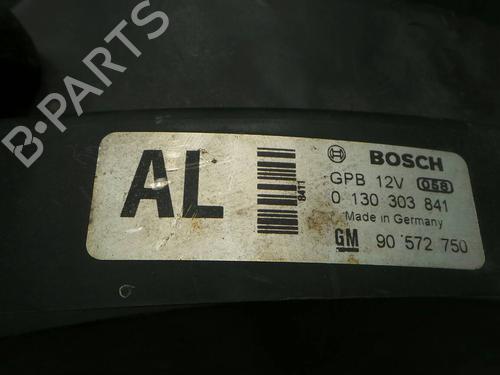 B-PARTS
AL
8411
BOSCH
GPB 12V 058
0 130 303 841
Made in Germany
GM 90 572 750